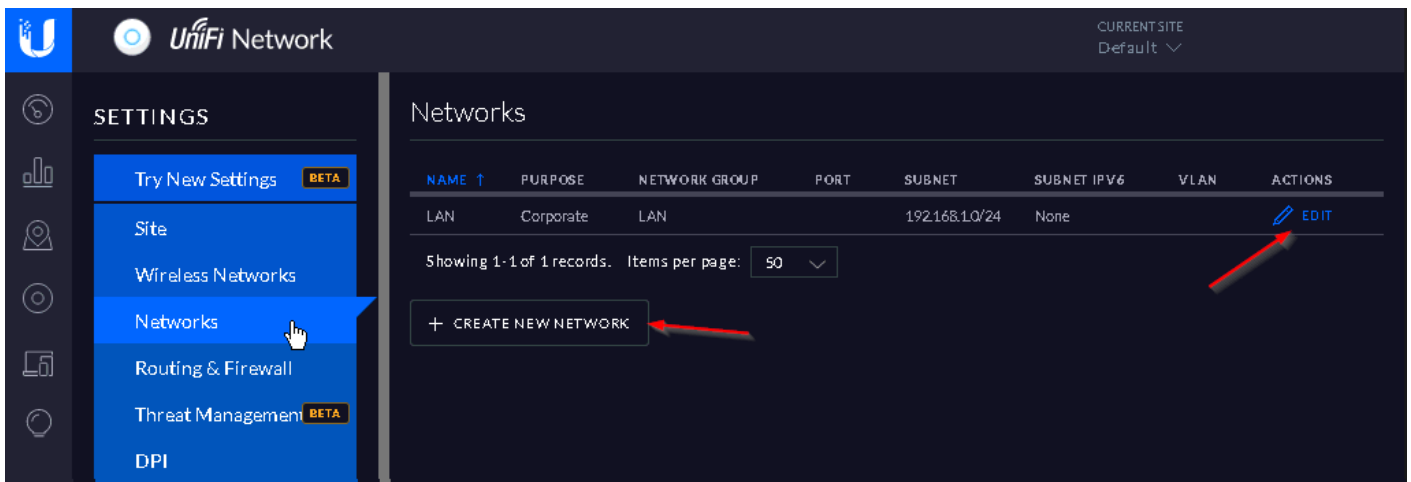 UniFi Network
CURRENT SITE
Default
SETTINGS
Try New Settings BETA
Site
Wireless Networks
Networks
Routing & Firewall
Threat Management BETA
DPI
Networks
NAME ↑ PURPOSE NETWORK GROUP PORT SUBNET SUBNET IPV6 VLAN ACTIONS
LAN Corporate LAN 192.168.1.0/24 None EDIT
Showing 1-1 of 1 records. Items per page: 50
+ CREATE NEW NETWORK